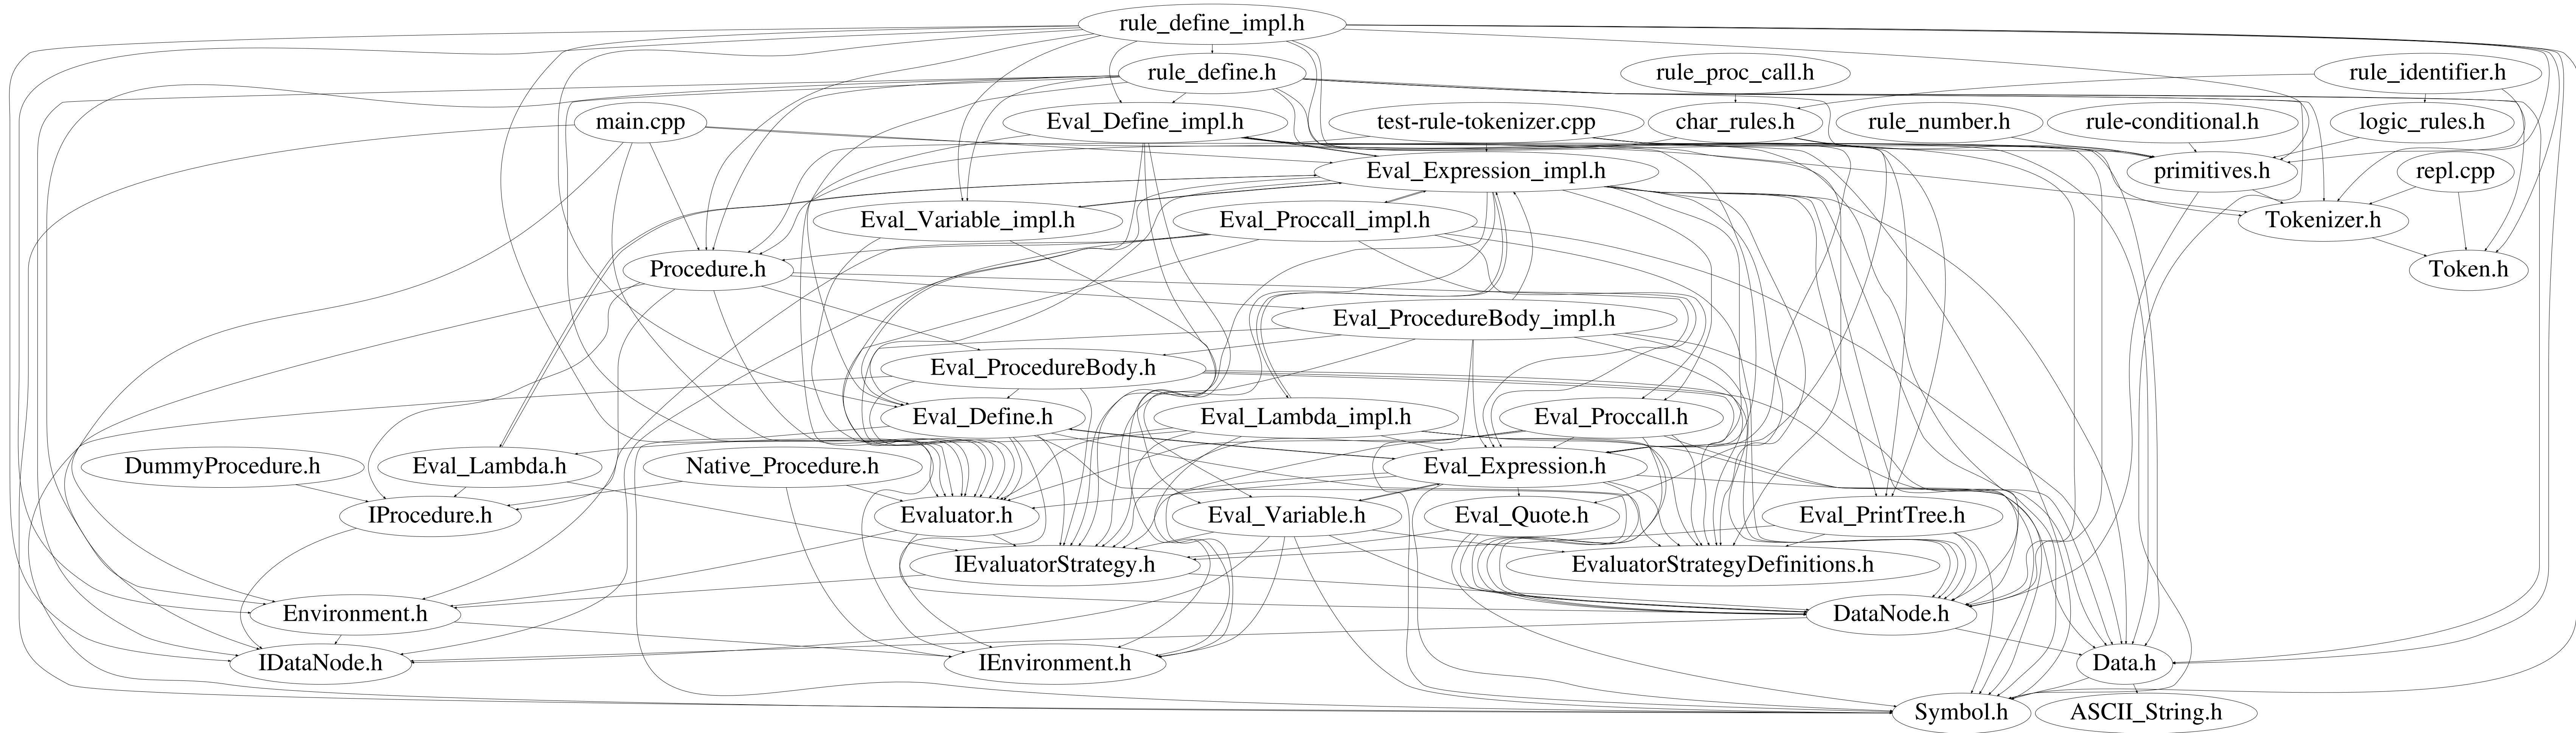 rule_define_impl.h
rule_define.h
rule_proc_call.h
rule_identifier.h
main.cpp
Eval_Define_impl.h
test-rule-tokenizer.cpp
char_rules.h
rule_number.h
rule-conditional.h
logic_rules.h
Eval_Expression_impl.h
primitives.h
repl.cpp
Eval_Variable_impl.h
Eval_Proccall_impl.h
Tokenizer.h
Procedure.h
Token.h
Eval_ProcedureBody_impl.h
Eval_ProcedureBody.h
Eval_Define.h
Eval_Lambda_impl.h
Eval_Proccall.h
DummyProcedure.h
Eval_Lambda.h
Native_Procedure.h
Eval_Expression.h
IProcedure.h
Evaluator.h
Eval_Variable.h
Eval_Quote.h
Eval_PrintTree.h
IEvaluatorStrategy.h
EvaluatorStrategyDefinitions.h
Environment.h
DataNode.h
IDataNode.h
IEnvironment.h
Data.h
Symbol.h
ASCII_String.h